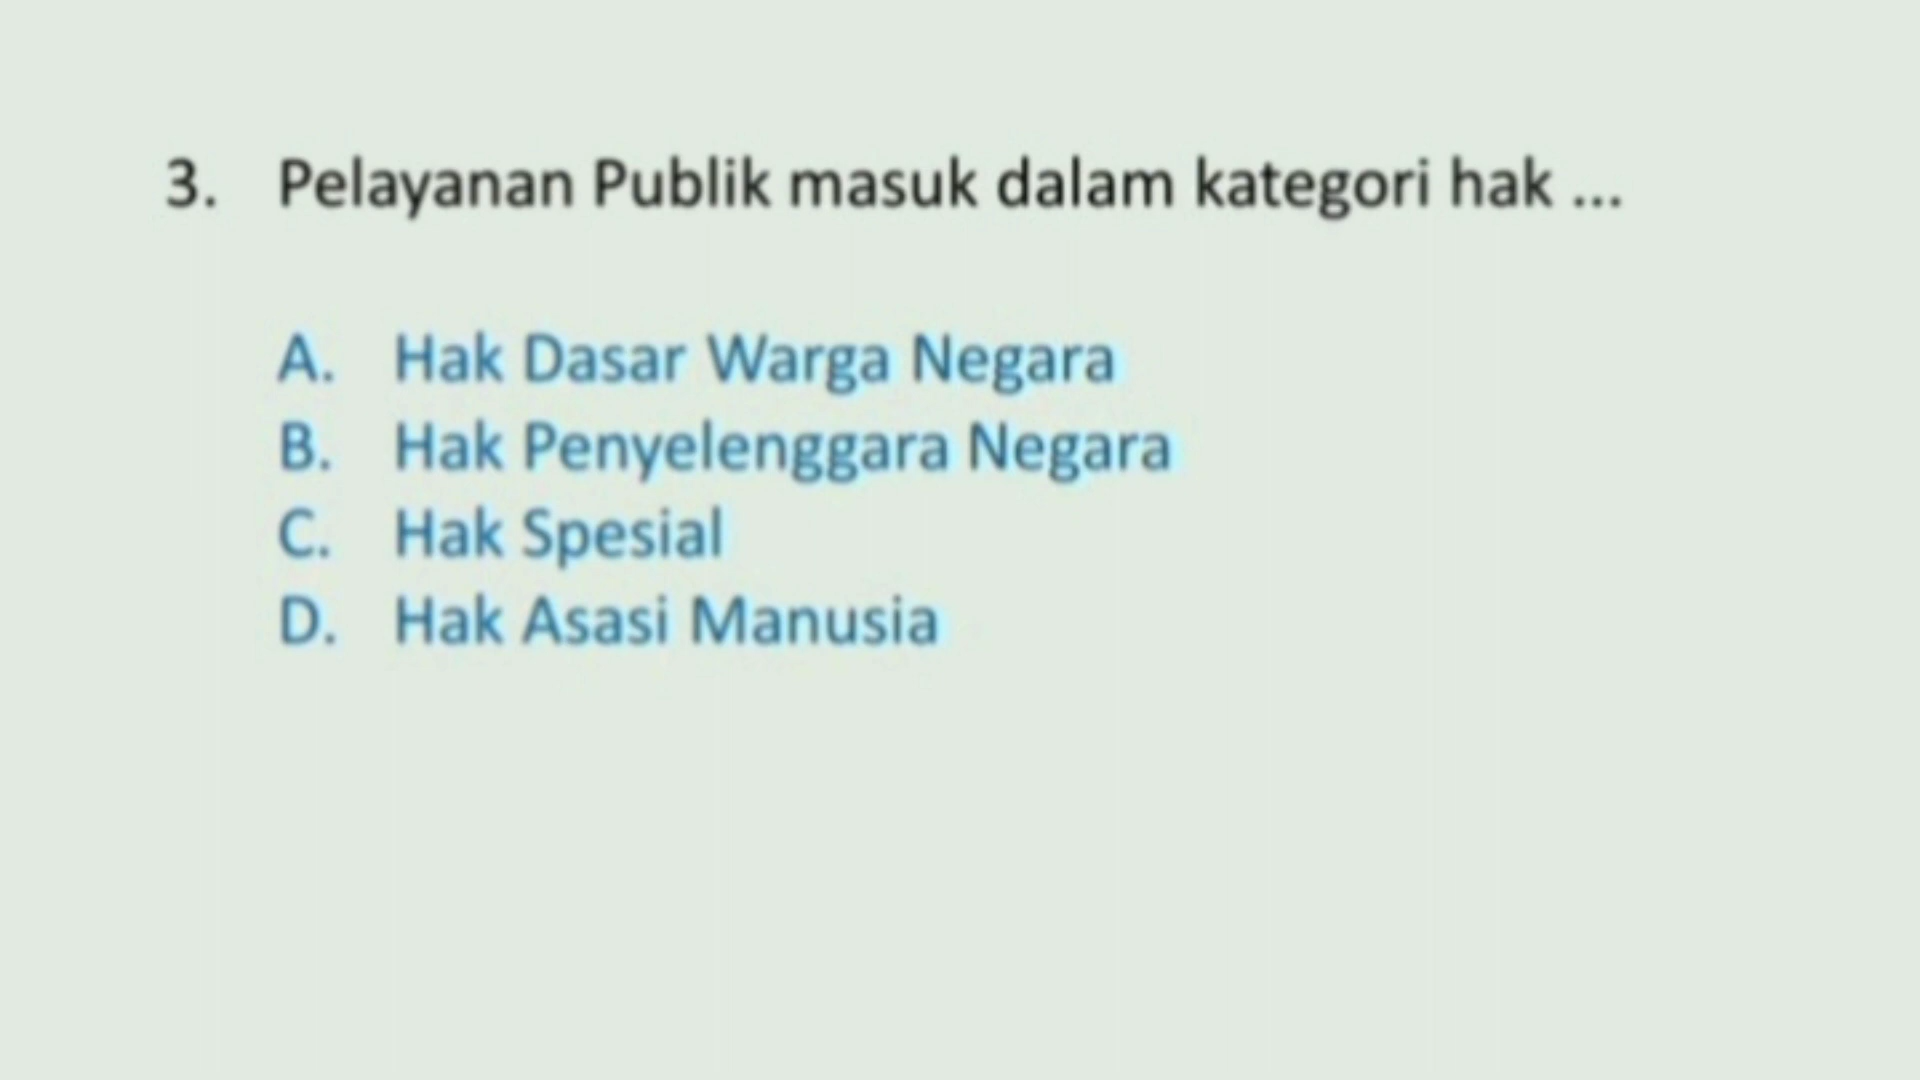 3. Pelayanan Publik masuk dalam kategori hak ...
A. Hak Dasar Warga Negara
B. Hak Penyelenggara Negara
C. Hak Spesial
D. Hak Asasi Manusia